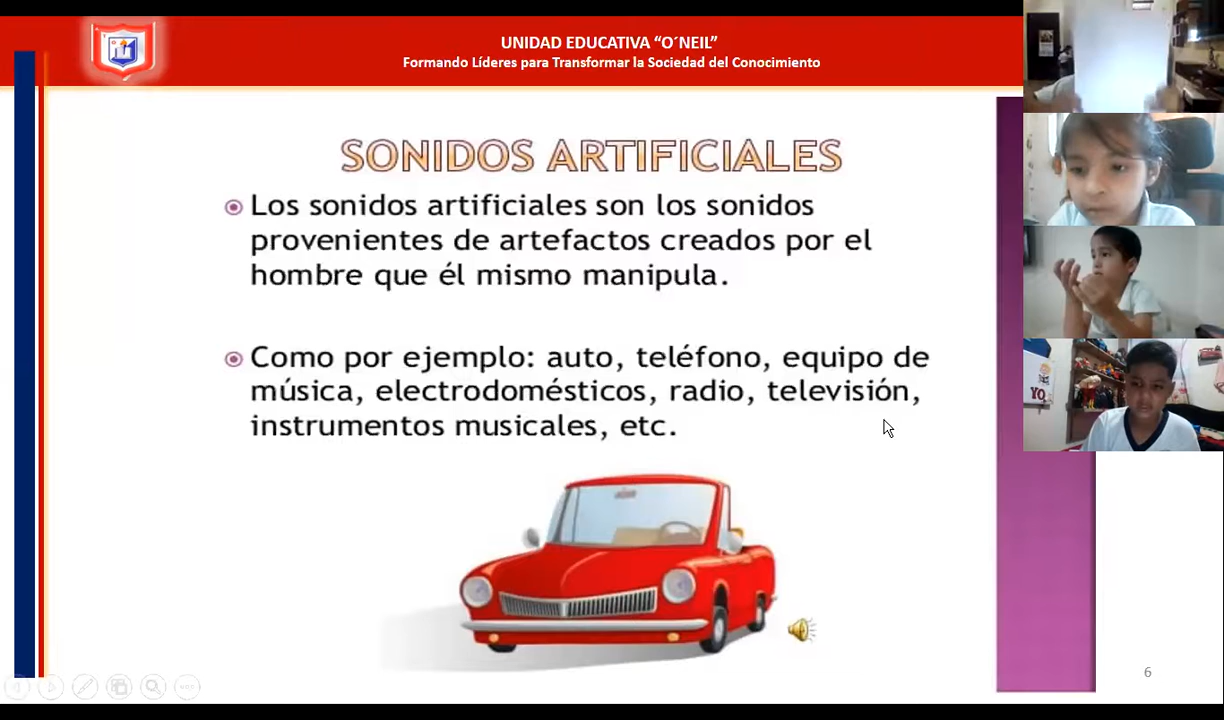 UNIDAD EDUCATIVA “O´NEIL”
Formando Líderes para Transformar la Sociedad del Conocimiento
SONIDOS ARTIFICIALES
Los sonidos artificiales son los sonidos
provenientes de artefactos creados por el
hombre que él mismo manipula.
Como por ejemplo: auto, teléfono, equipo de
música, electrodomésticos, radio, televisión,
instrumentos musicales, etc.
YO
6